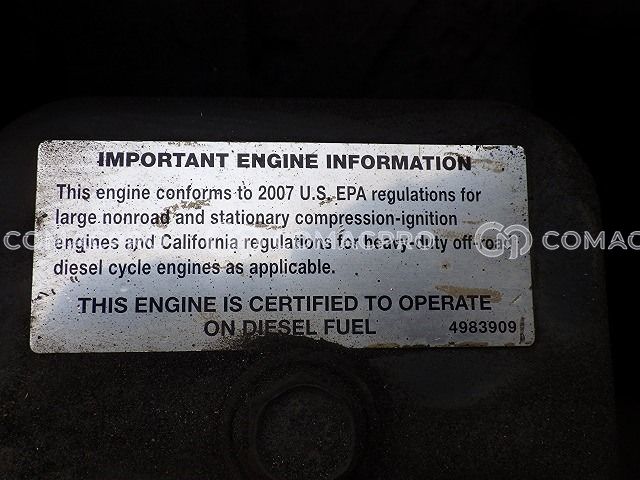 IMPORTANT ENGINE INFORMATION
This engine conforms to 2007 U.S. EPA regulations for
large nonroad and stationary compression-ignition
engines and California regulations for heavy-duty off-road
diesel cycle engines as applicable.
COMACPRO
COMACPRO
COMAC
THIS ENGINE IS CERTIFIED TO OPERATE
ON DIESEL FUEL 4983909